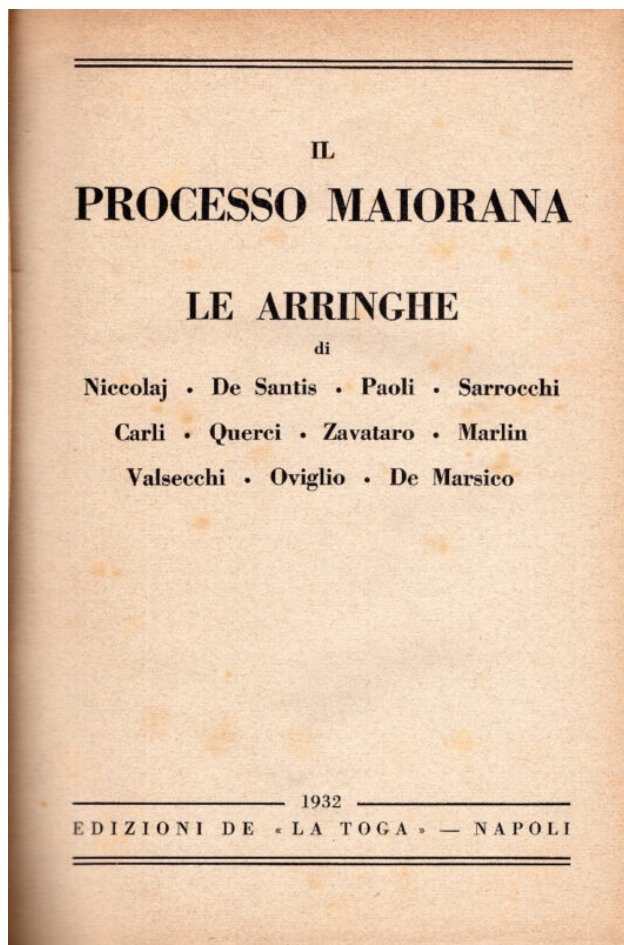 IL
PROCESSO MAIORANA
LE ARRINGHE
di
Niccolaj • De Santis • Paoli • Sarrocchi
Carli • Querci • Zavataro • Marlin
Valsecchi • Oviglio • De Marsico
1932
EDIZIONI DE « LA TOGA » — NAPOLI